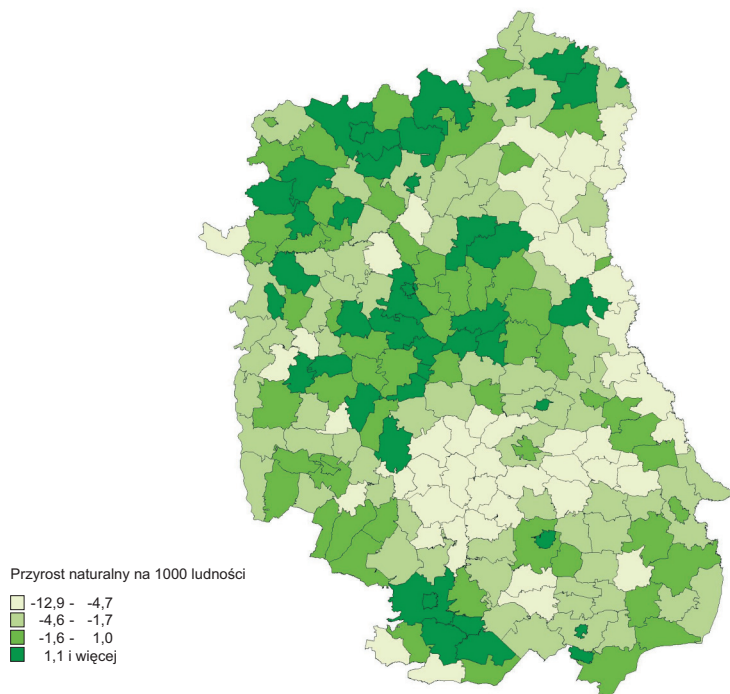 Przyrost naturalny na 1000 ludności
-12,9 - -4,7
-4,6 - -1,7
-1,6 - 1,0
1,1 i więcej